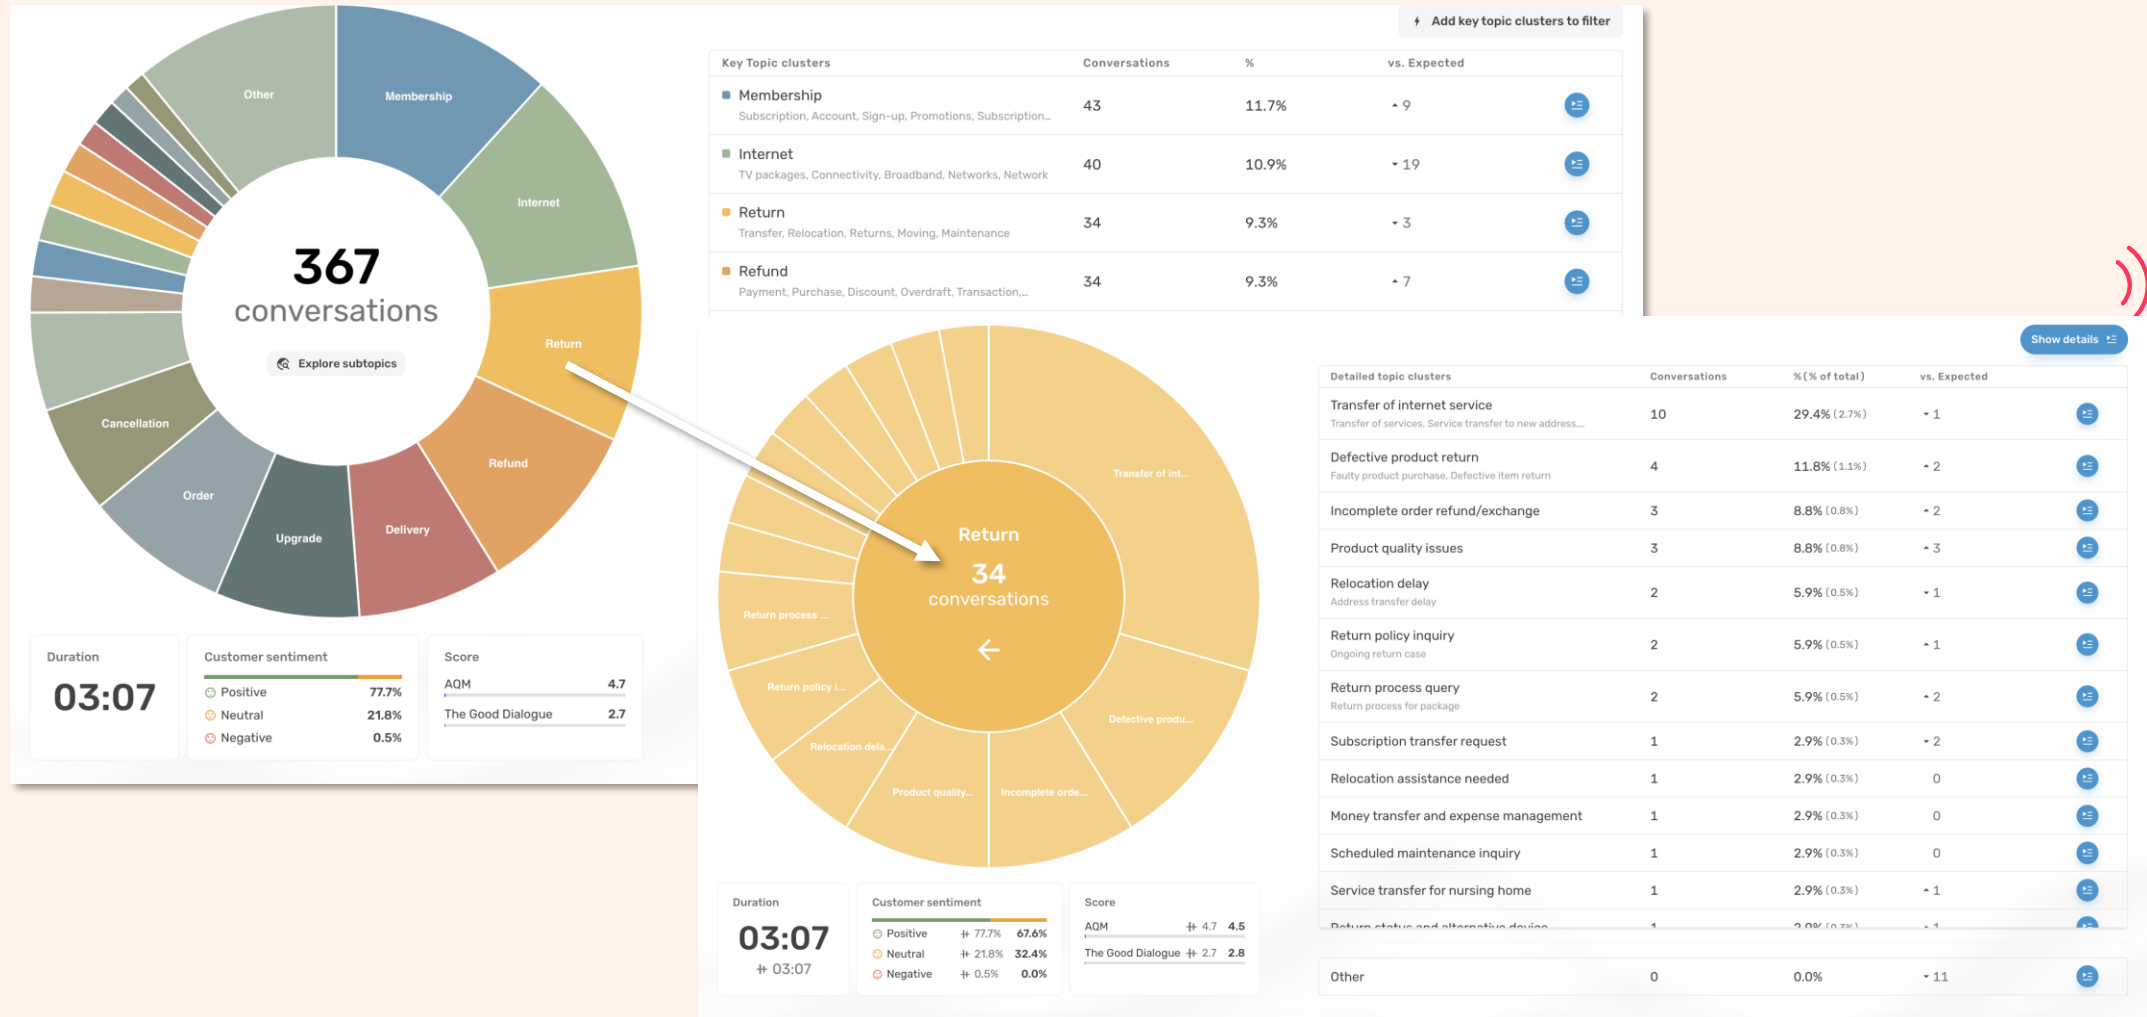 Add key topic clusters to filter
Key Topic clusters Conversations % vs. Expected
Membership 43 11.7% 9
Subscription, Account, Sign-up, Promotions, Subscription...
Internet 40 10.9% 19
TV packages, Connectivity, Broadband, Networks, Network
Return 34 9.3% 3
Transfer, Relocation, Returns, Moving, Maintenance
Refund 34 9.3% 7
Payment, Purchase, Discount, Overdraft, Transaction,...
Other
Membership
Internet
Return
Refund
Delivery
Upgrade
Order
Cancellation
367
conversations
Explore subtopics
Duration
03:07
Customer sentiment
Positive 77.7%
Neutral 21.8%
Negative 0.5%
Score
AQM 4.7
The Good Dialogue 2.7
Show details
Detailed topic clusters Conversations %(% of total) vs. Expected
Transfer of internet service 10 29.4% (2.7%) 1
Transfer of services, Service transfer to new address,...
Defective product return 4 11.8% (1.1%) 2
Faulty product purchase, Defective item return
Incomplete order refund/exchange 3 8.8% (0.8%) 2
Product quality issues 3 8.8% (0.8%) 3
Relocation delay 2 5.9% (0.5%) 1
Address transfer delay
Return policy inquiry 2 5.9% (0.5%) 1
Ongoing return case
Return process query 2 5.9% (0.5%) 2
Return process for package
Subscription transfer request 1 2.9% (0.3%) 2
Relocation assistance needed 1 2.9% (0.3%) 0
Money transfer and expense management 1 2.9% (0.3%) 0
Scheduled maintenance inquiry 1 2.9% (0.3%) 0
Service transfer for nursing home 1 2.9% (0.3%) 1
Return status and alternative device 1 2.9% (0.3%) 1
Other 0 0.0% 11
Transfer of int...
Defective produ...
Incomplete orde...
Product quality...
Relocation dela...
Return policy i...
Return process ...
Return
34
conversations
Duration
03:07
03:07
Customer sentiment
Positive 77.7% 67.6%
Neutral 21.8% 32.4%
Negative 0.5% 0.0%
Score
AQM 4.7 4.5
The Good Dialogue 2.7 2.8